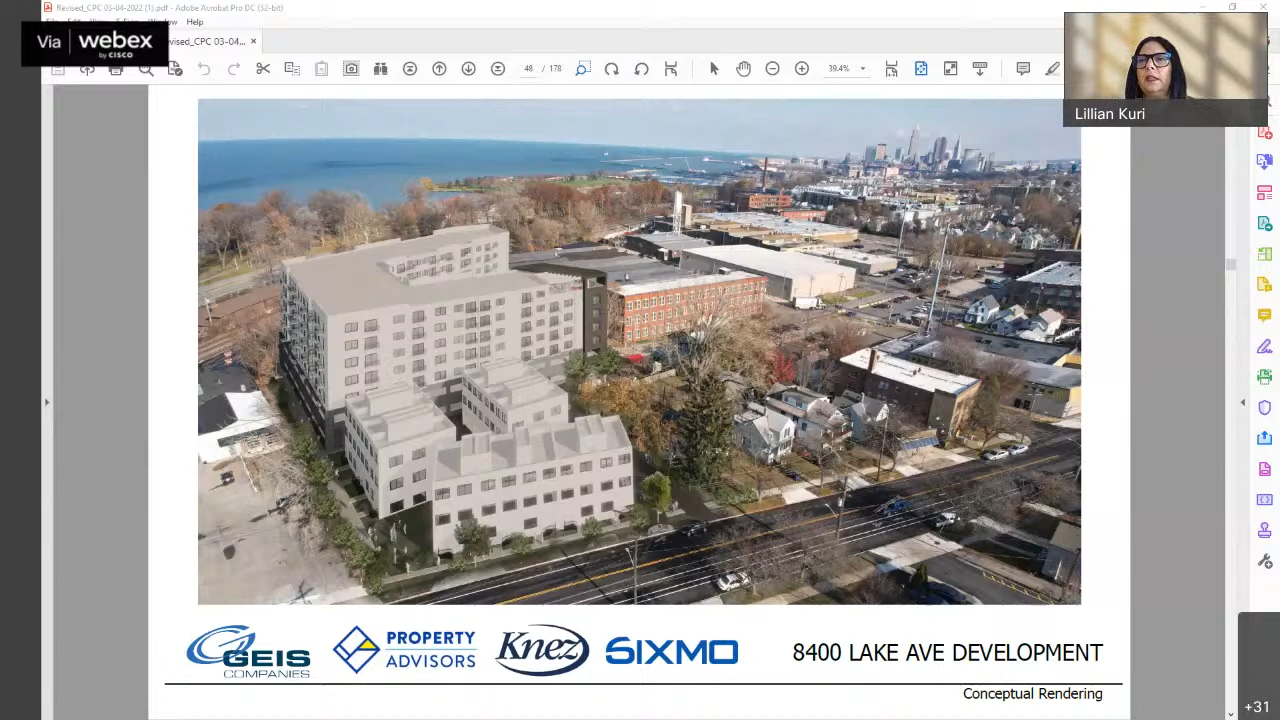 Revised_CPC 03-04-2022 (1).pdf - Adobe Acrobat Pro DC (32-bit)
Window Help
Via webex
by CISCO
vised_CPC 03-04... ×
48 / 178
39.4%
Lillian Kuri
GEIS
COMPANIES
PROPERTY
ADVISORS
Knez
SIXMO
8400 LAKE AVE DEVELOPMENT
Conceptual Rendering
+31